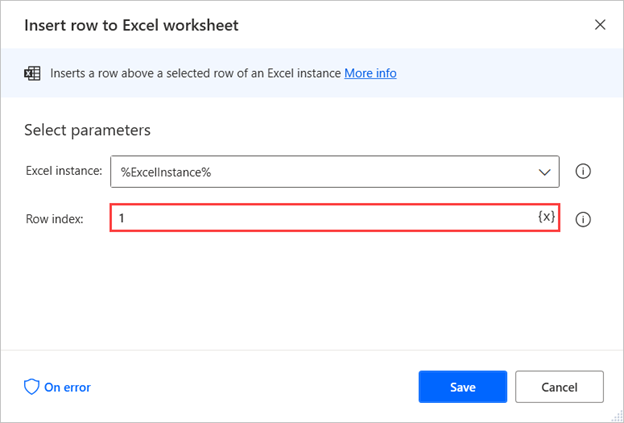 Insert row to Excel worksheet
Inserts a row above a selected row of an Excel instance More info
Select parameters
Excel instance: %ExcelInstance%
Row index: 1 {x}
On error Save Cancel